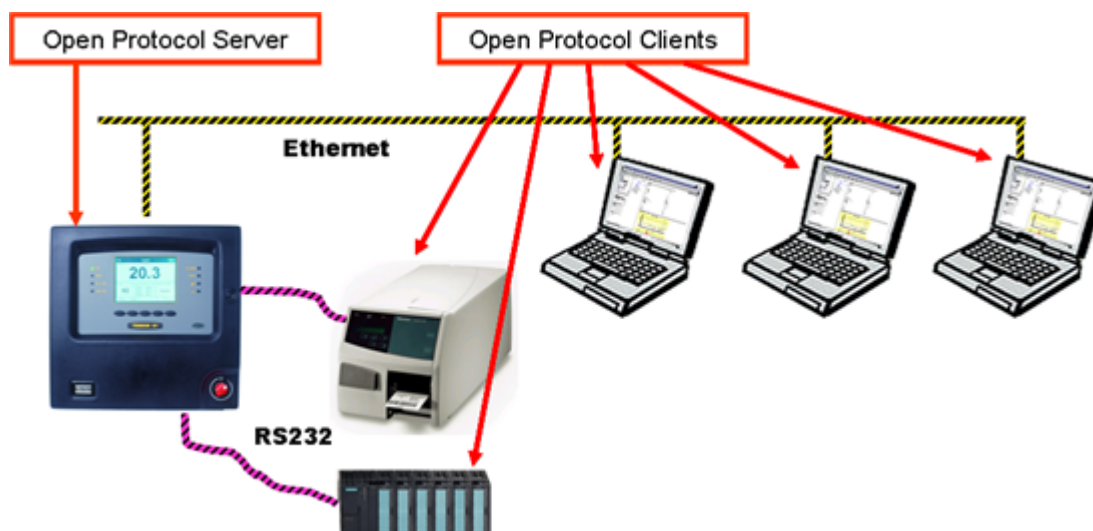 Open Protocol Server
Open Protocol Clients
Ethernet
20.3
RS232